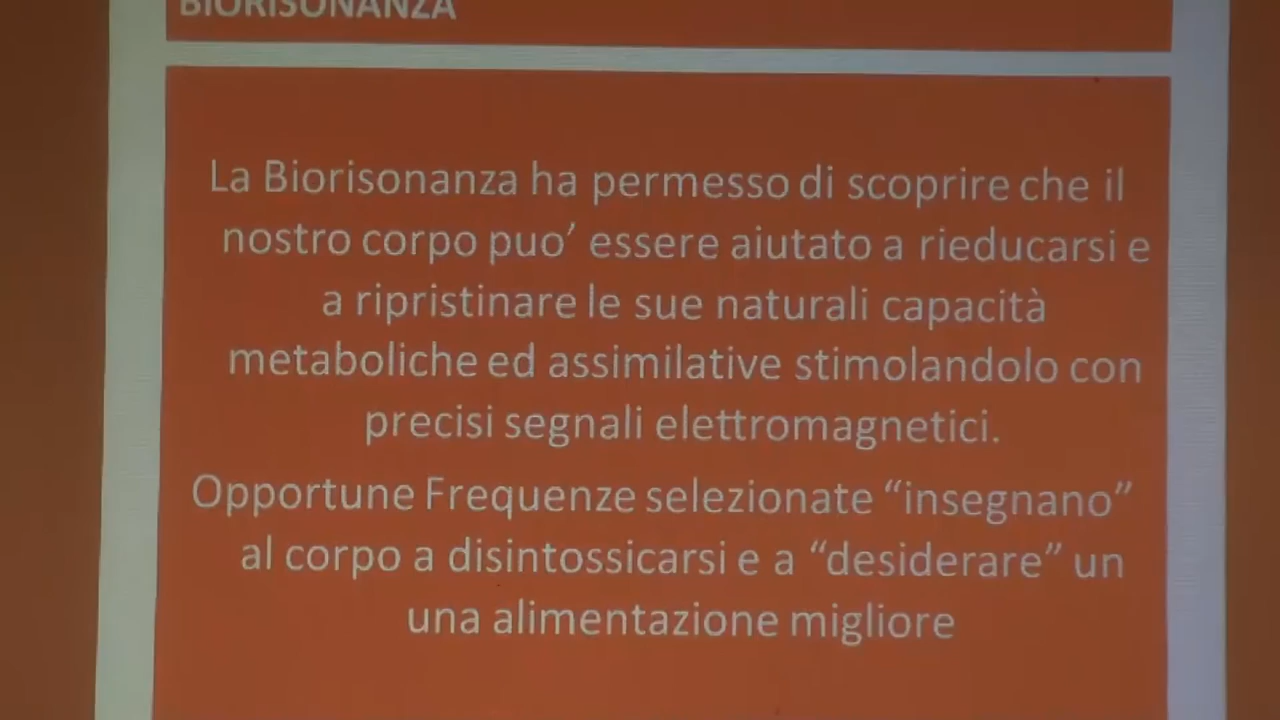 BIORISONANZA
La Biorisonanza ha permesso di scoprire che il
nostro corpo puo’ essere aiutato a rieducarsi e
a ripristinare le sue naturali capacità
metaboliche ed assimilative stimolandolo con
precisi segnali elettromagnetici.
Opportune Frequenze selezionate “insegnano”
al corpo a disintossicarsi e a “desiderare” un
una alimentazione migliore